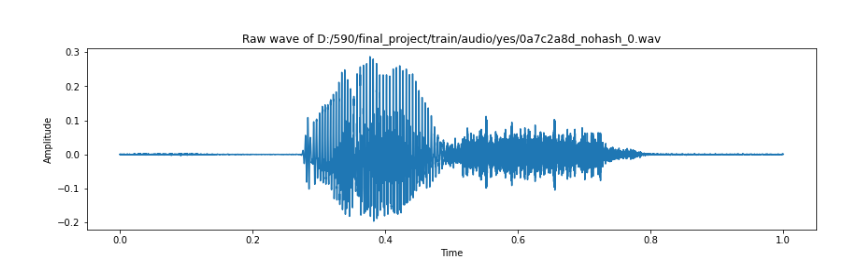 Raw wave of D:/590/final_project/train/audio/yes/0a7c2a8d_nohash_0.wav
0.3
0.2
0.1
0.0
−0.1
−0.2
Amplitude
0.0 0.2 0.4 0.6 0.8 1.0
Time